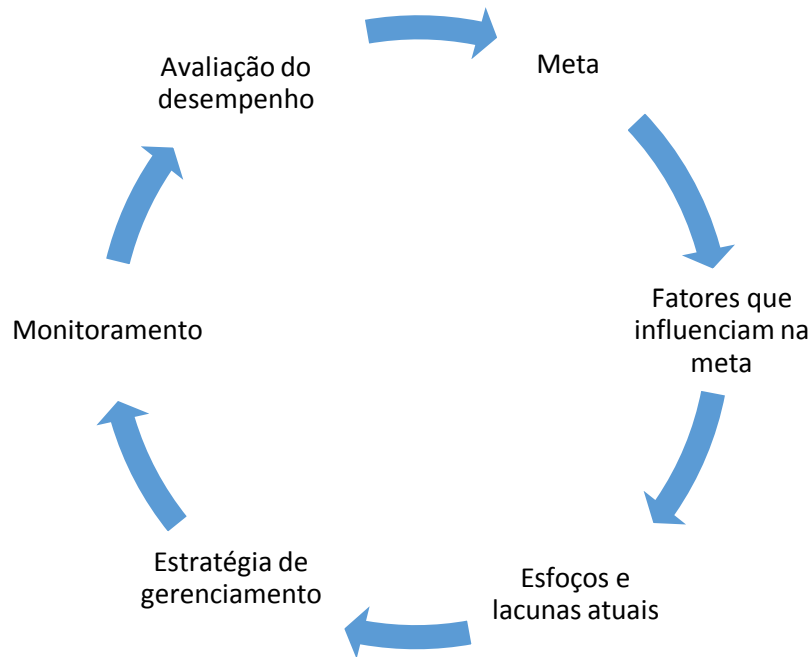 Meta
Fatores que
influenciam na
meta
Esfoços e
lacunas atuais
Estratégia de
gerenciamento
Monitoramento
Avaliação do
desempenho